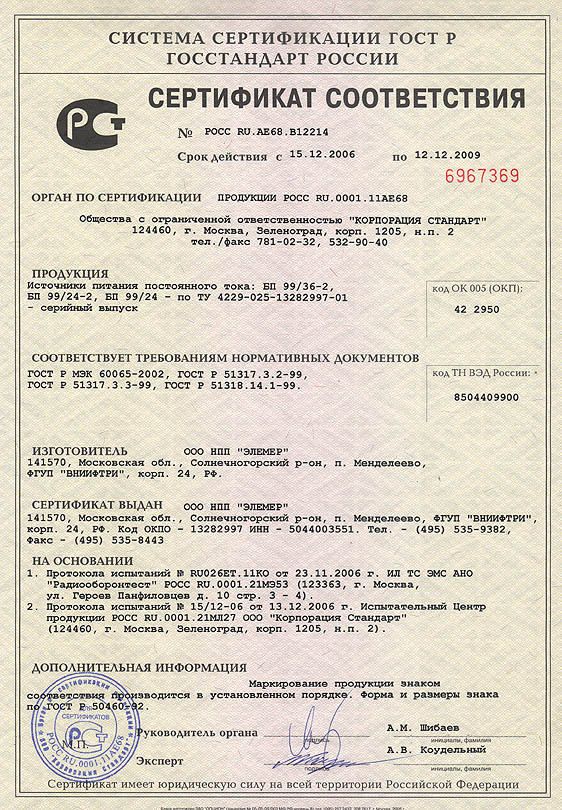 СИСТЕМА СЕРТИФИКАЦИИ ГОСТ Р
ГОССТАНДАРТ РОССИИ
СЕРТИФИКАТ СООТВЕТСТВИЯ
№ РОСС RU.АЕ68.В12214
Срок действия с 15.12.2006 по 12.12.2009
6967369
ОРГАН ПО СЕРТИФИКАЦИИ ПРОДУКЦИИ РОСС RU.0001.11АЕ68
Общества с ограниченной ответственностью "КОРПОРАЦИЯ СТАНДАРТ"
124460, г. Москва, Зеленоград, корп. 1205, н.п. 2
тел./факс 781-02-32, 532-90-40
ПРОДУКЦИЯ
Источники питания постоянного тока: БП 99/36-2,
БП 99/24-2, БП 99/24 - по ТУ 4229-025-13282997-01
- серийный выпуск
код ОК 005 (ОКП):
42 2950
СООТВЕТСТВУЕТ ТРЕБОВАНИЯМ НОРМАТИВНЫХ ДОКУМЕНТОВ
ГОСТ Р МЭК 60065-2002, ГОСТ Р 51317.3.2-99,
ГОСТ Р 51317.3.3-99, ГОСТ Р 51318.14.1-99.
код ТН ВЭД России:
8504409900
ИЗГОТОВИТЕЛЬ ООО НПП "ЭЛЕМЕР"
141570, Московская обл., Солнечногорский р-он, п. Менделеево,
ФГУП "ВНИИФТРИ", корп. 24, РФ.
СЕРТИФИКАТ ВЫДАН ООО НПП "ЭЛЕМЕР"
141570, Московская обл., Солнечногорский р-он, п. Менделеево, ФГУП "ВНИИФТРИ",
корп. 24, РФ. Код ОКПО - 13282997 ИНН - 5044003551. Тел. - (495) 535-9382,
Факс - (495) 535-8443
НА ОСНОВАНИИ
1. Протокола испытаний № RU026ЕТ.11КО от 23.11.2006 г. ИЛ ТС ЭМС АНО
"Радиооборонтест" РОСС RU.0001.21МЭ53 (123363, г. Москва,
ул. Героев Панфиловцев д. 10 стр. 3 - 4).
2. Протокола испытаний № 15/12-06 от 13.12.2006 г. Испытательный Центр
продукции РОСС RU.0001.21МЛ27 ООО "Корпорация Стандарт"
(124460, г. Москва, Зеленоград, корп. 1205, н.п. 2).
ДОПОЛНИТЕЛЬНАЯ ИНФОРМАЦИЯ
Маркирование продукции знаком
соответствия производится в установленном порядке. Форма и размеры знака
по ГОСТ Р 50460-92.
СЕРТИФИКАТОВ
РОСС RU.0001.11АЕ68
М.П.
Руководитель органа
подпись
А.М. Шибаев
инициалы, фамилия
Эксперт
подпись
А.В. Коудельный
инициалы, фамилия
Сертификат имеет юридическую силу на всей территории Российской Федерации